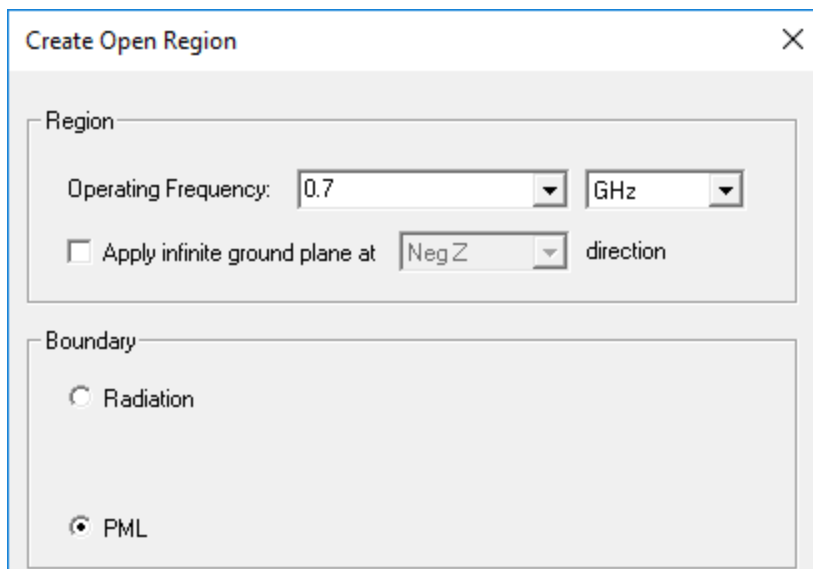 Create Open Region
Region
Operating Frequency: 0.7 GHz
Apply infinite ground plane at Neg Z direction
Boundary
Radiation
PML